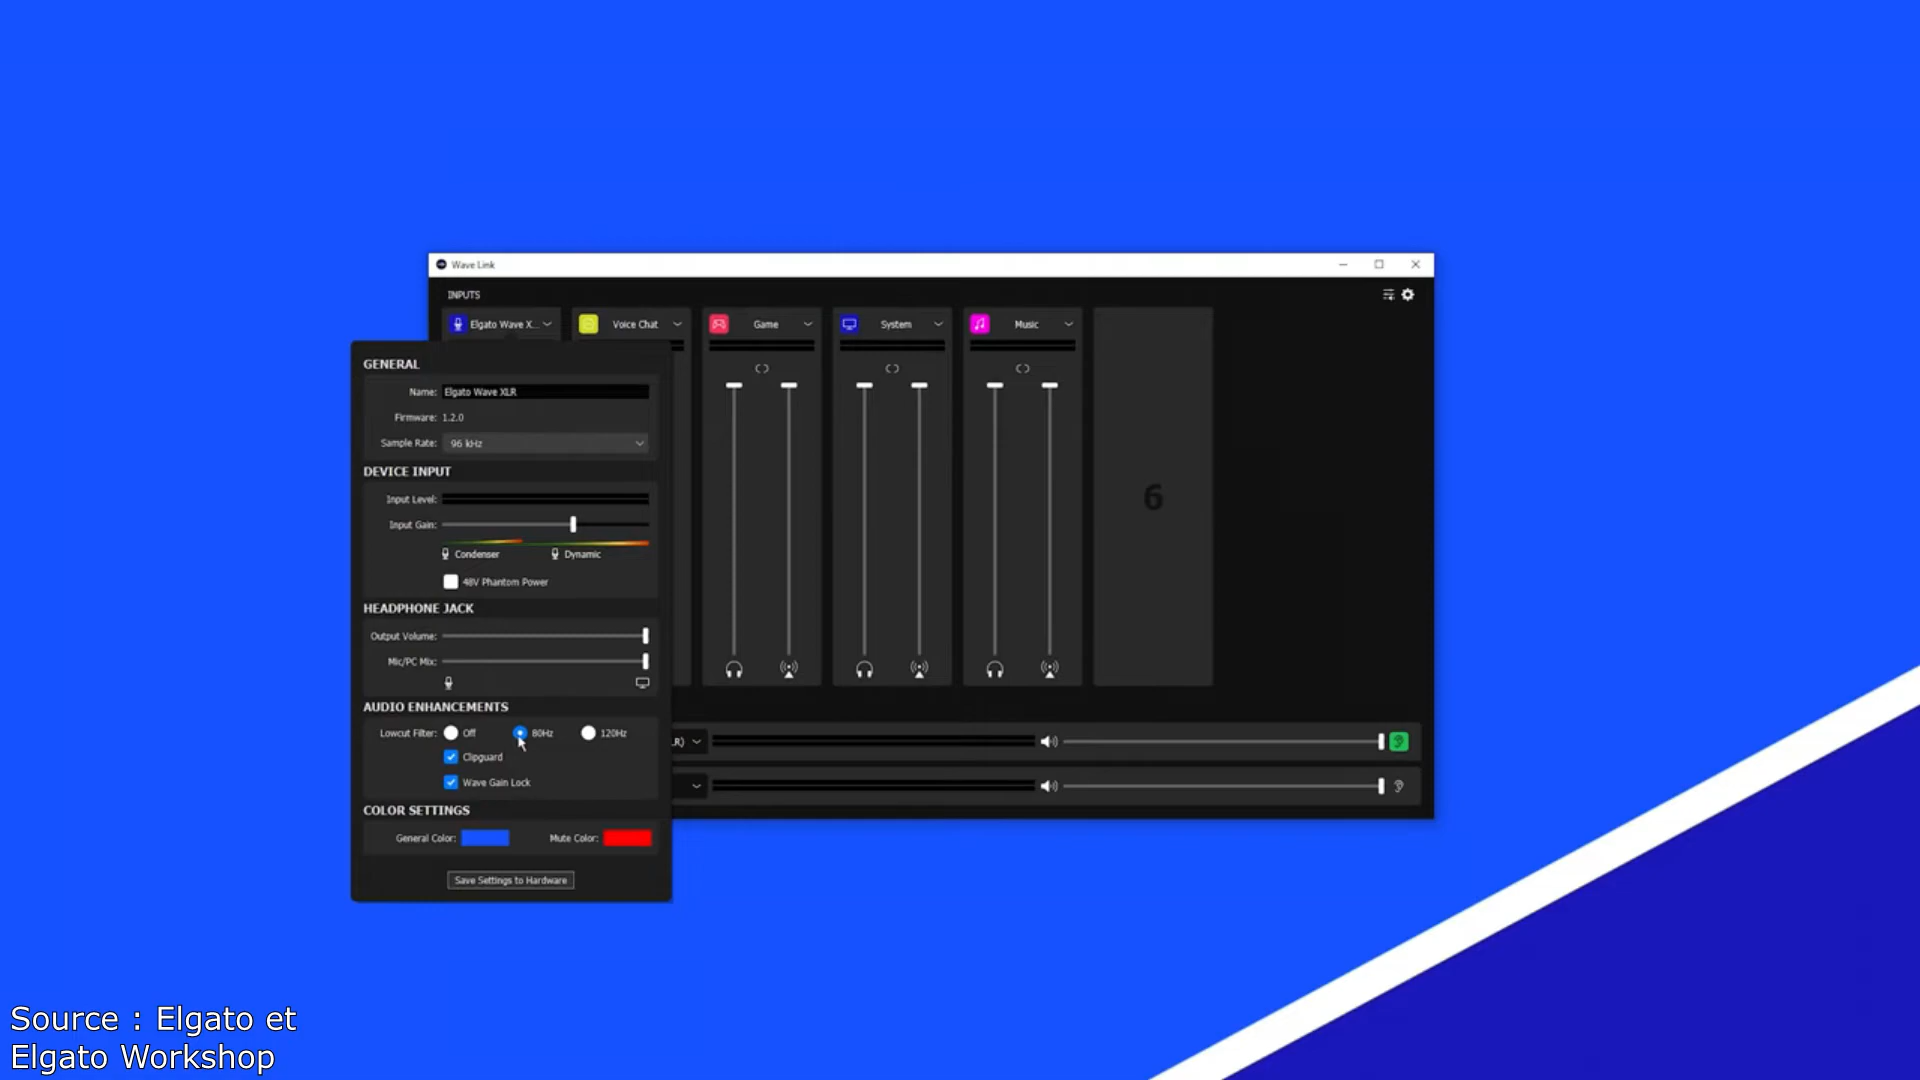 Wave Link
INPUTS
Elgato Wave X...
Voice Chat
Game
System
Music
6
GENERAL
Name: Elgato Wave XLR
Firmware: 1.2.0
Sample Rate: 96 kHz
DEVICE INPUT
Input Level:
Input Gain:
Condenser Dynamic
48V Phantom Power
HEADPHONE JACK
Output Volume:
Mic/PC Mix:
AUDIO ENHANCEMENTS
Lowcut Filter: Off 80Hz 120Hz
LR)
Clipguard
Wave Gain Lock
COLOR SETTINGS
General Color: Mute Color:
Save Settings to Hardware
Source : Elgato et
Elgato Workshop